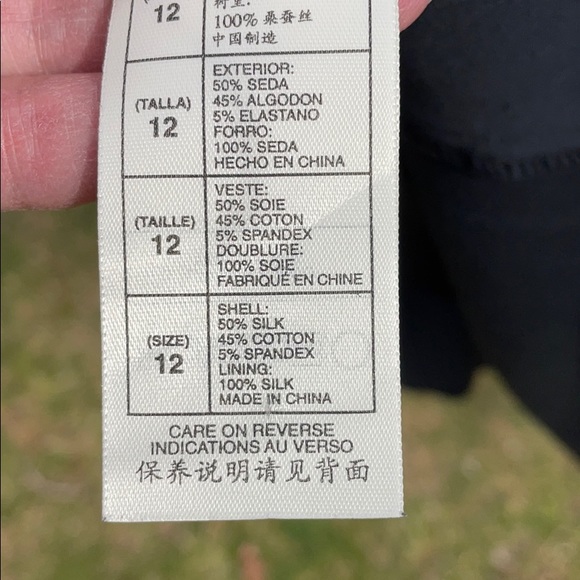 12
100% 桑蚕丝
中国制造
(TALLA)
12
EXTERIOR:
50% SEDA
45% ALGODON
5% ELASTANO
FORRO:
100% SEDA
HECHO EN CHINA
(TAILLE)
12
VESTE:
50% SOIE
45% COTON
5% SPANDEX
DOUBLURE:
100% SOIE
FABRIQUÉ EN CHINE
(SIZE)
12
SHELL:
50% SILK
45% COTTON
5% SPANDEX
LINING:
100% SILK
MADE IN CHINA
CARE ON REVERSE
INDICATIONS AU VERSO
保养说明请见背面